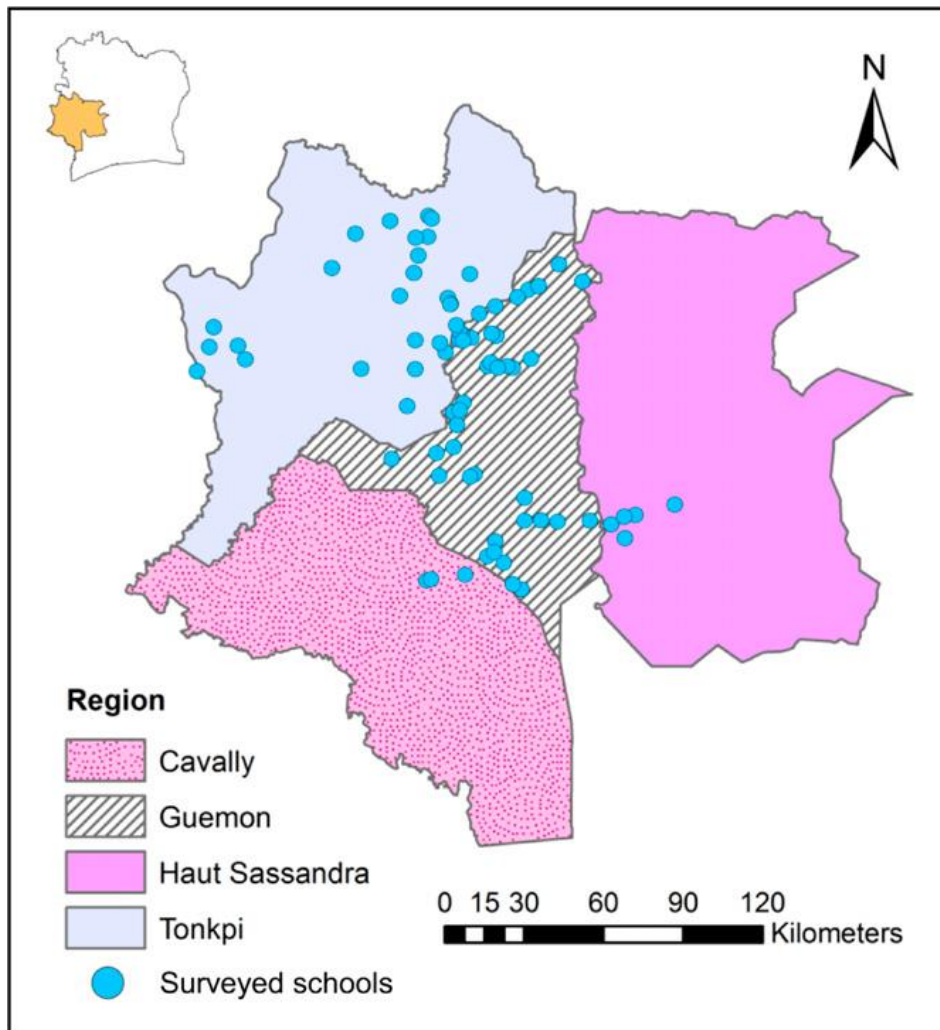 N
Region
Cavally
Guemon
Haut Sassandra
Tonkpi
Surveyed schools
0 15 30 60 90 120
Kilometers